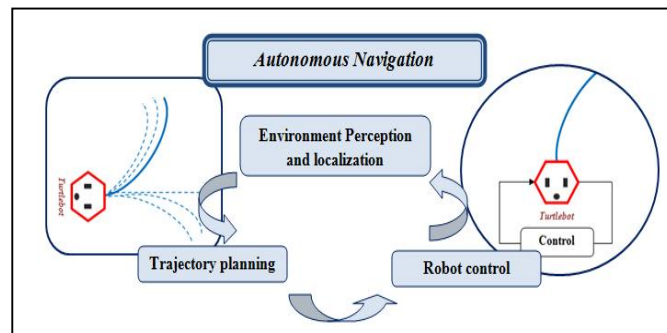 Autonomous Navigation
Environment Perception
and localization
Turtlebot
Turtlebot
Control
Trajectory planning
Robot control